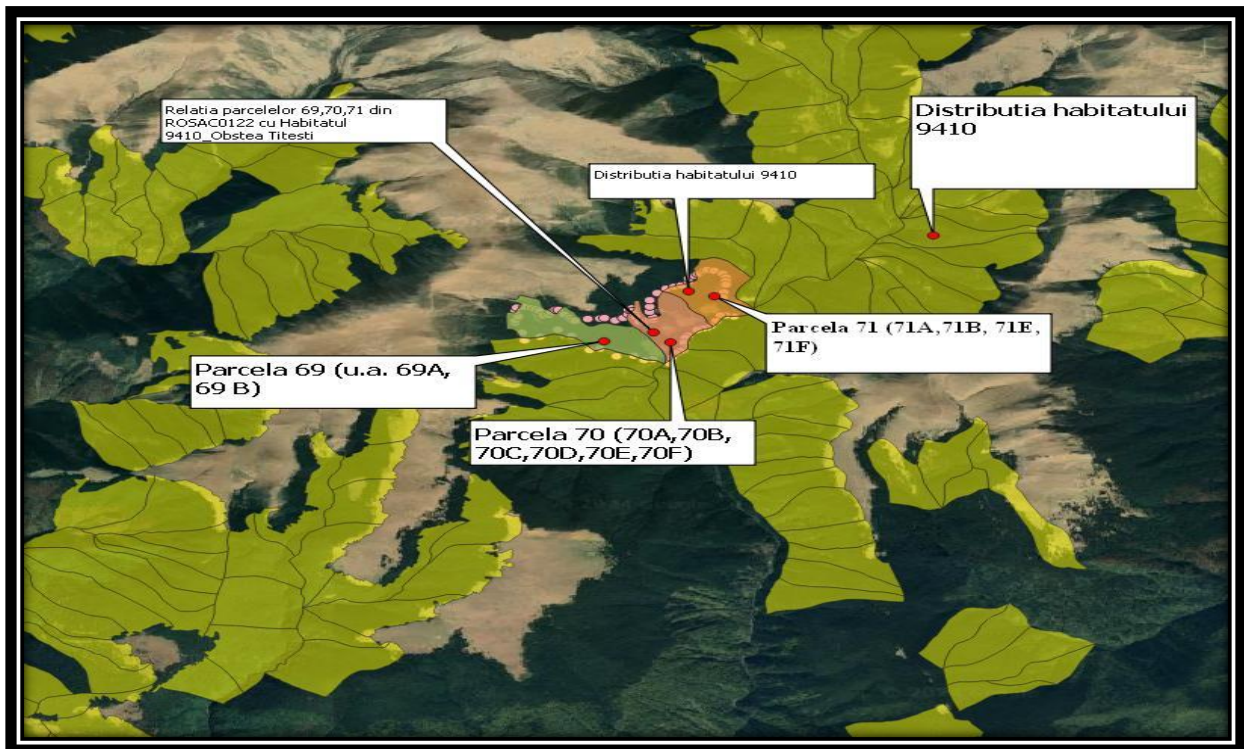 Relatia parcelelor 69,70,71 din
ROSAC0122 cu Habitatul
9410_Obstea Titesti
Distributia habitatului
9410
Distributia habitatului 9410
Parcela 71 (71A,71B, 71E,
71F)
Parcela 69 (u.a. 69A,
69 B)
Parcela 70 (70A,70B,
70C,70D,70E,70F)